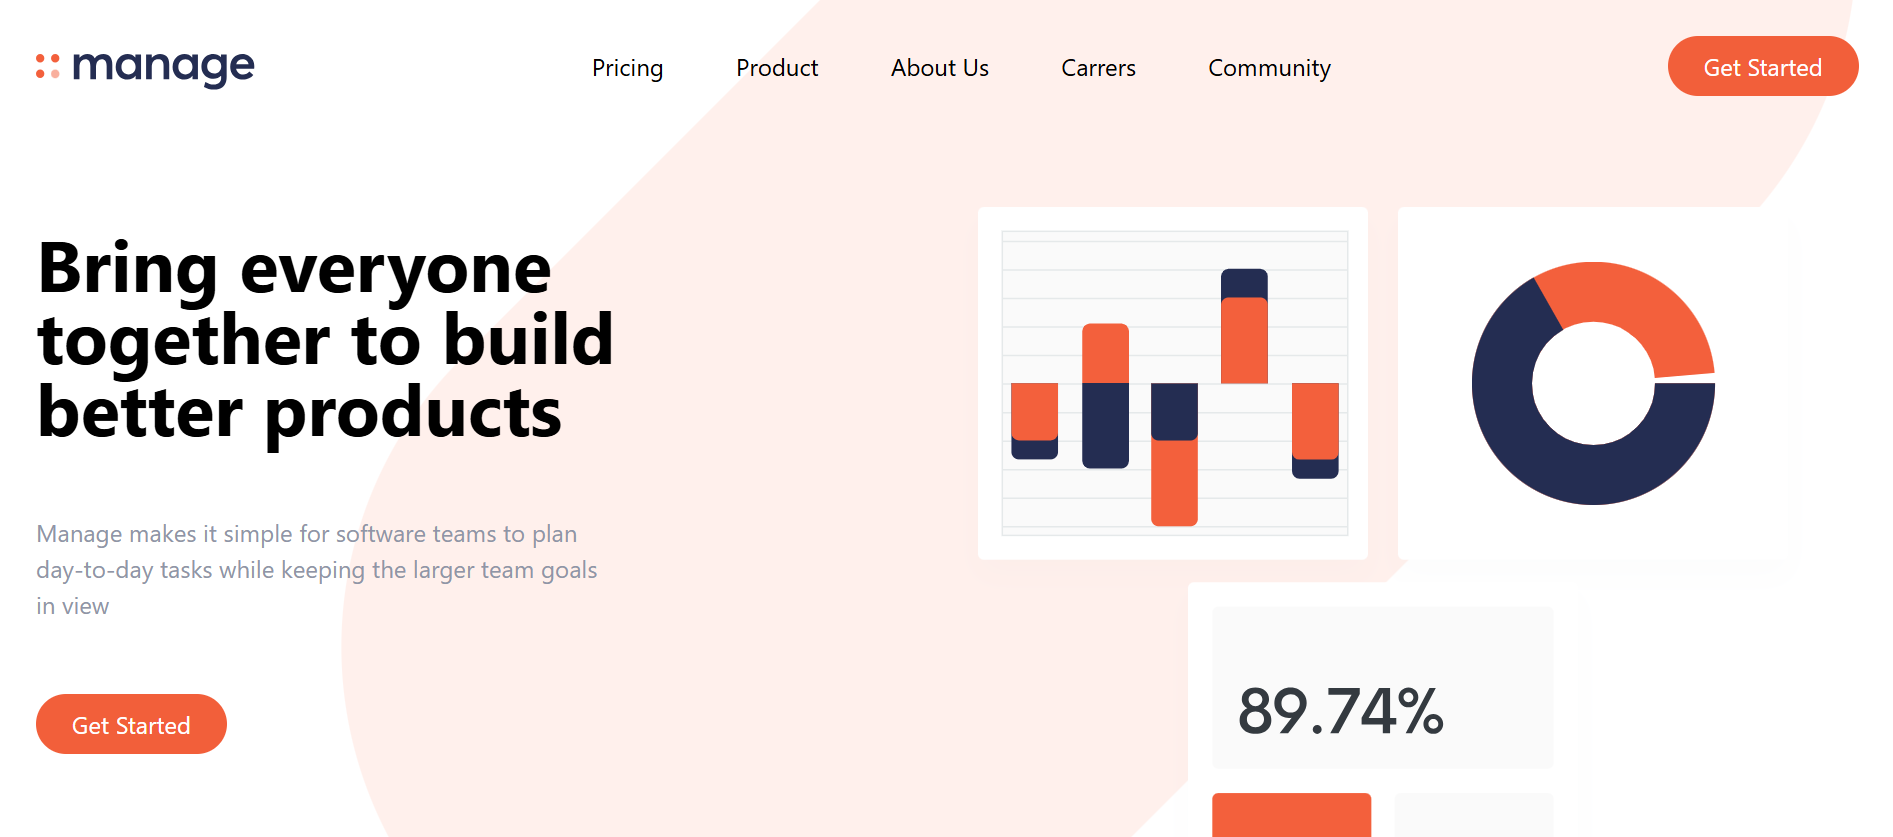 manage
Pricing
Product
About Us
Carrers
Community
Get Started
Bring everyone
together to build
better products
Manage makes it simple for software teams to plan
day-to-day tasks while keeping the larger team goals
in view
Get Started
89.74%